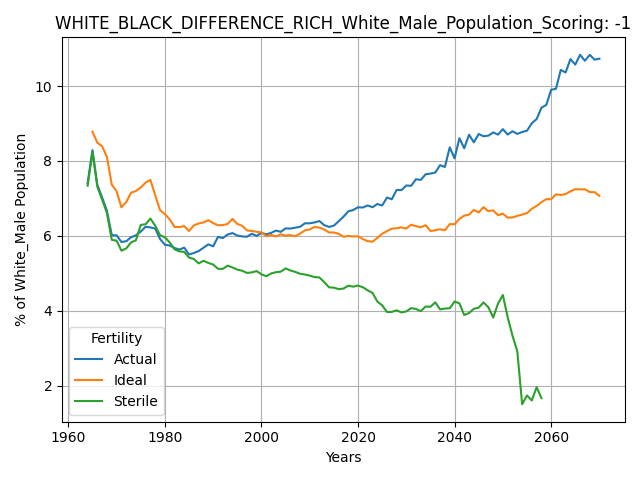 WHITE_BLACK_DIFFERENCE_RICH_White_Male_Population_Scoring: -1
% of White_Male Population
10
8
6
4
2
Fertility
Actual
Ideal
Sterile
1960 1980 2000 2020 2040 2060
Years